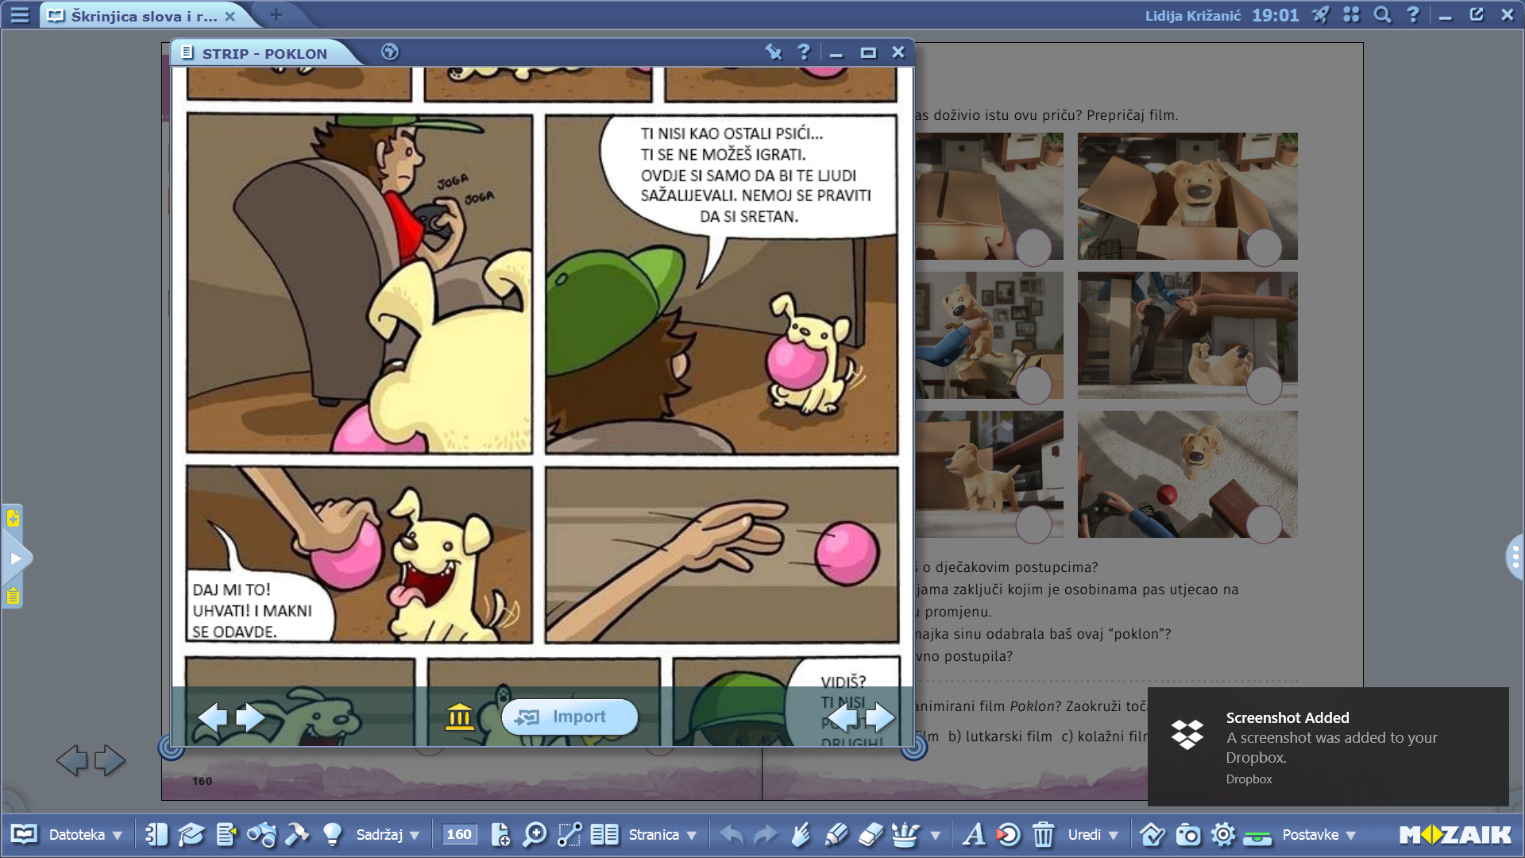 Škrinjica slova i r...
Lidija Križanić 19:01
STRIP - POKLON
JOGA
JOGA
TI NISI KAO OSTALI PSIĆI...
TI SE NE MOŽEŠ IGRATI.
OVDJE SI SAMO DA BI TE LJUDI
SAŽALIJEVALI. NEMOJ SE PRAVITI
DA SI SRETAN.
DAJ MI TO!
UHVATI! I MAKNI
SE ODAVDE.
VIDIŠ?
TI NISI
DRUGIH!
Import
as doživio istu ovu priču? Prepričaj film.
š o dječakovim postupcima?
jama zaključi kojim je osobinama pas utjecao na
u promjenu.
majka sinu odabrala baš ovaj “poklon”?
vno postupila?
animirani film Poklon? Zaokruži toč
film b) lutkarski film c) kolažni film
160
Screenshot Added
A screenshot was added to your
Dropbox.
Dropbox
Datoteka
Sadržaj
160
Stranica
Uredi
Postavke
MOZAIK